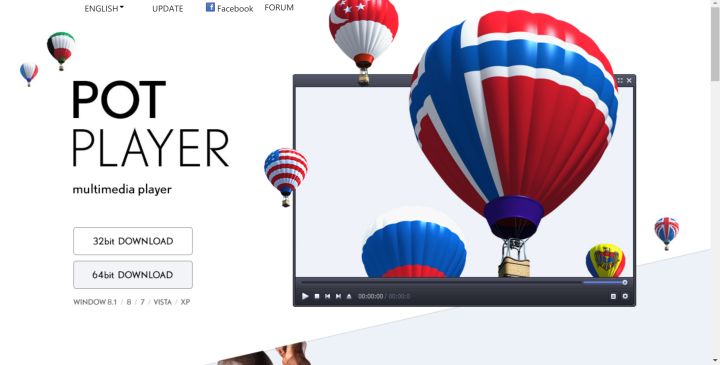 ENGLISH
UPDATE
Facebook
FORUM
POT
PLAYER
multimedia player
32bit DOWNLOAD
64bit DOWNLOAD
WINDOW 8.1 / 8 / 7 / VISTA / XP
00:00:00 / 00:00:0